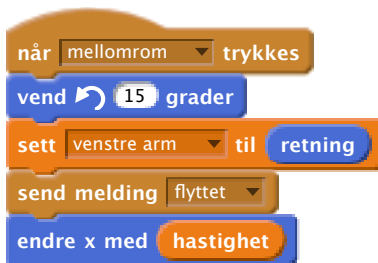 når mellomrom trykkes
vend 15 grader
sett venstre arm til retning
send melding flyttet
endre x med hastighet